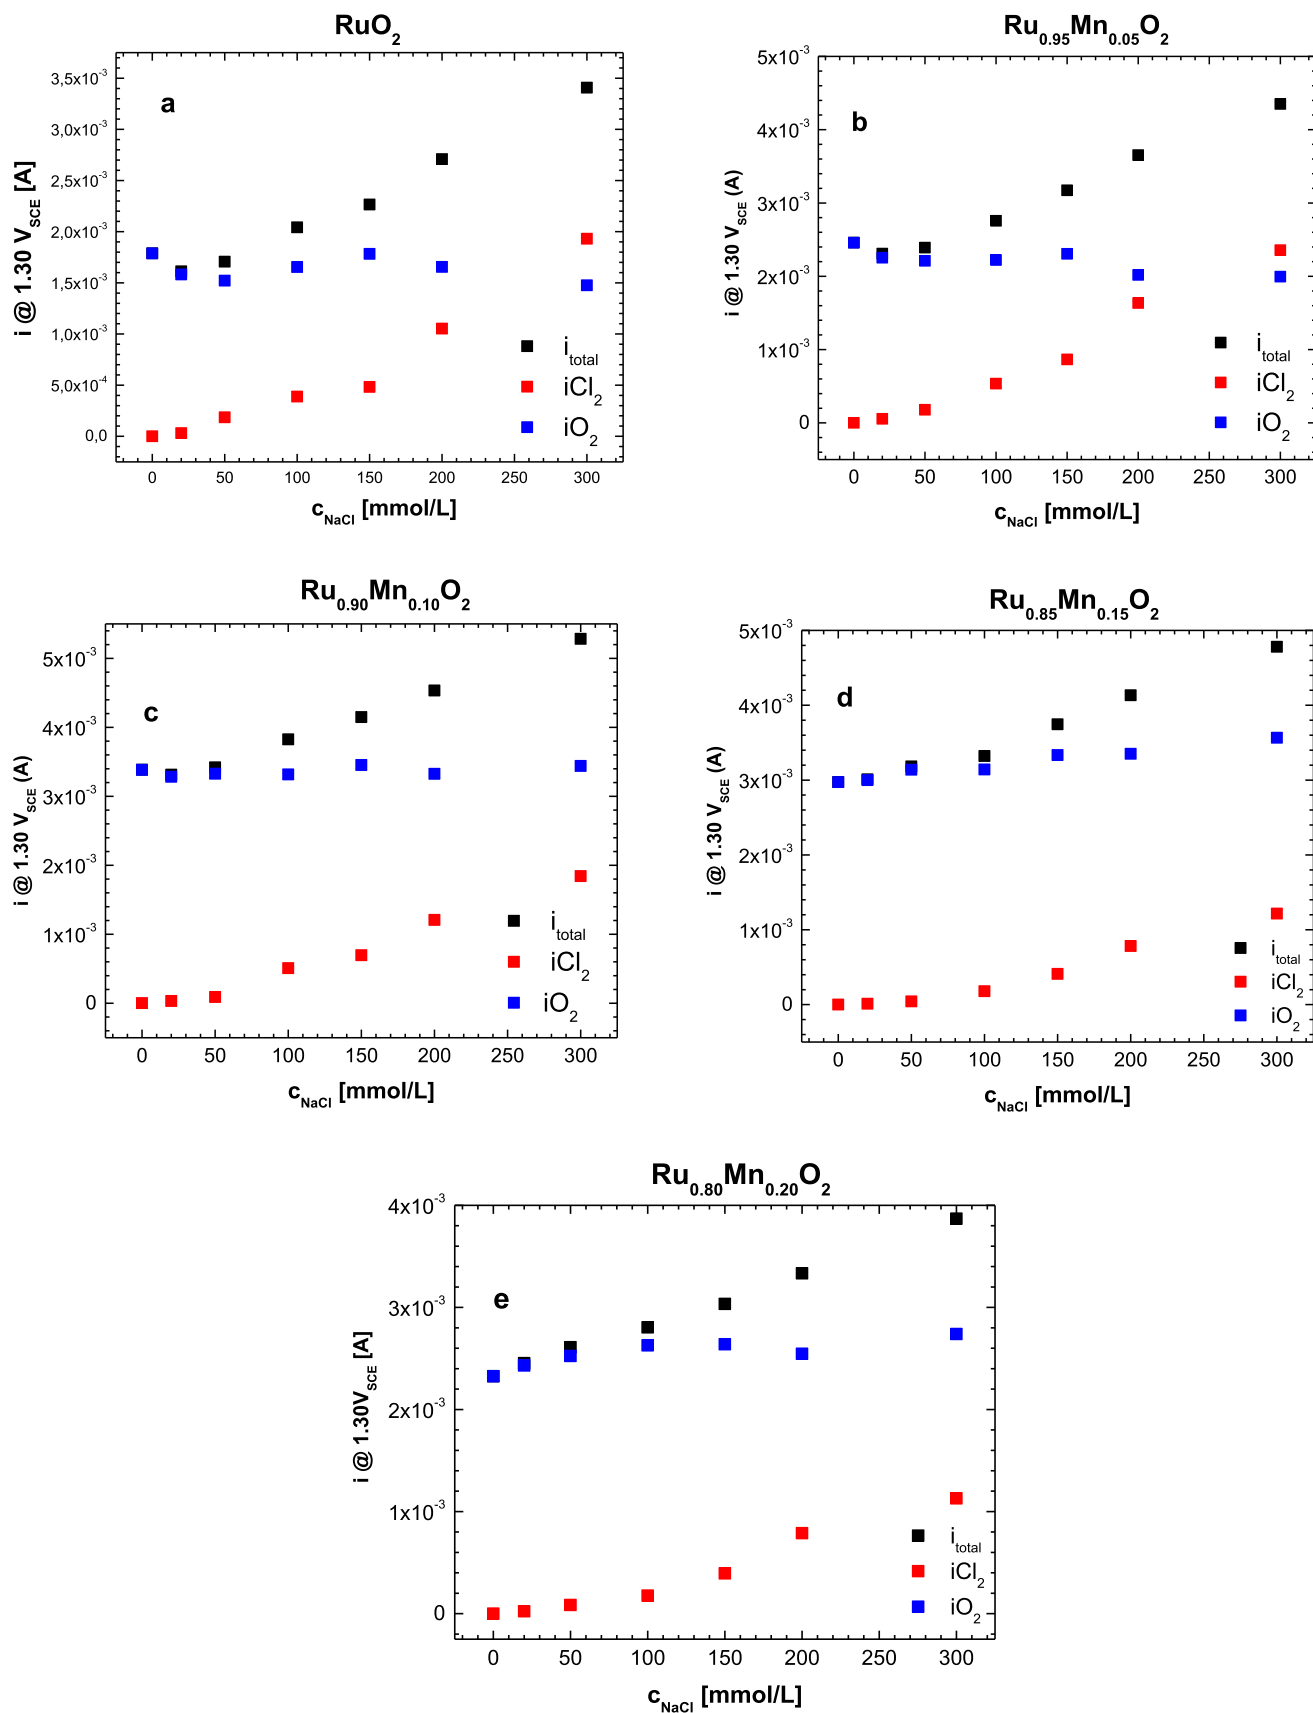 RuO2
a
3,5x10-3
3,0x10-3
2,5x10-3
2,0x10-3
1,5x10-3
1,0x10-3
5,0x10-4
0,0
i @ 1.30 VSCE [A]
itotal
iCl2
iO2
0 50 100 150 200 250 300
cNaCl [mmol/L]
Ru0.95Mn0.05O2
b
5x10-3
4x10-3
3x10-3
2x10-3
1x10-3
0
i @ 1.30 VSCE (A)
itotal
iCl2
iO2
0 50 100 150 200 250 300
cNaCl [mmol/L]
Ru0.90Mn0.10O2
c
5x10-3
4x10-3
3x10-3
2x10-3
1x10-3
0
i @ 1.30 VSCE (A)
itotal
iCl2
iO2
0 50 100 150 200 250 300
cNaCl [mmol/L]
Ru0.85Mn0.15O2
d
5x10-3
4x10-3
3x10-3
2x10-3
1x10-3
0
i @ 1.30 VSCE (A)
itotal
iCl2
iO2
0 50 100 150 200 250 300
cNaCl [mmol/L]
Ru0.80Mn0.20O2
e
4x10-3
3x10-3
2x10-3
1x10-3
0
i @ 1.30VSCE [A]
itotal
iCl2
iO2
0 50 100 150 200 250 300
cNaCl [mmol/L]